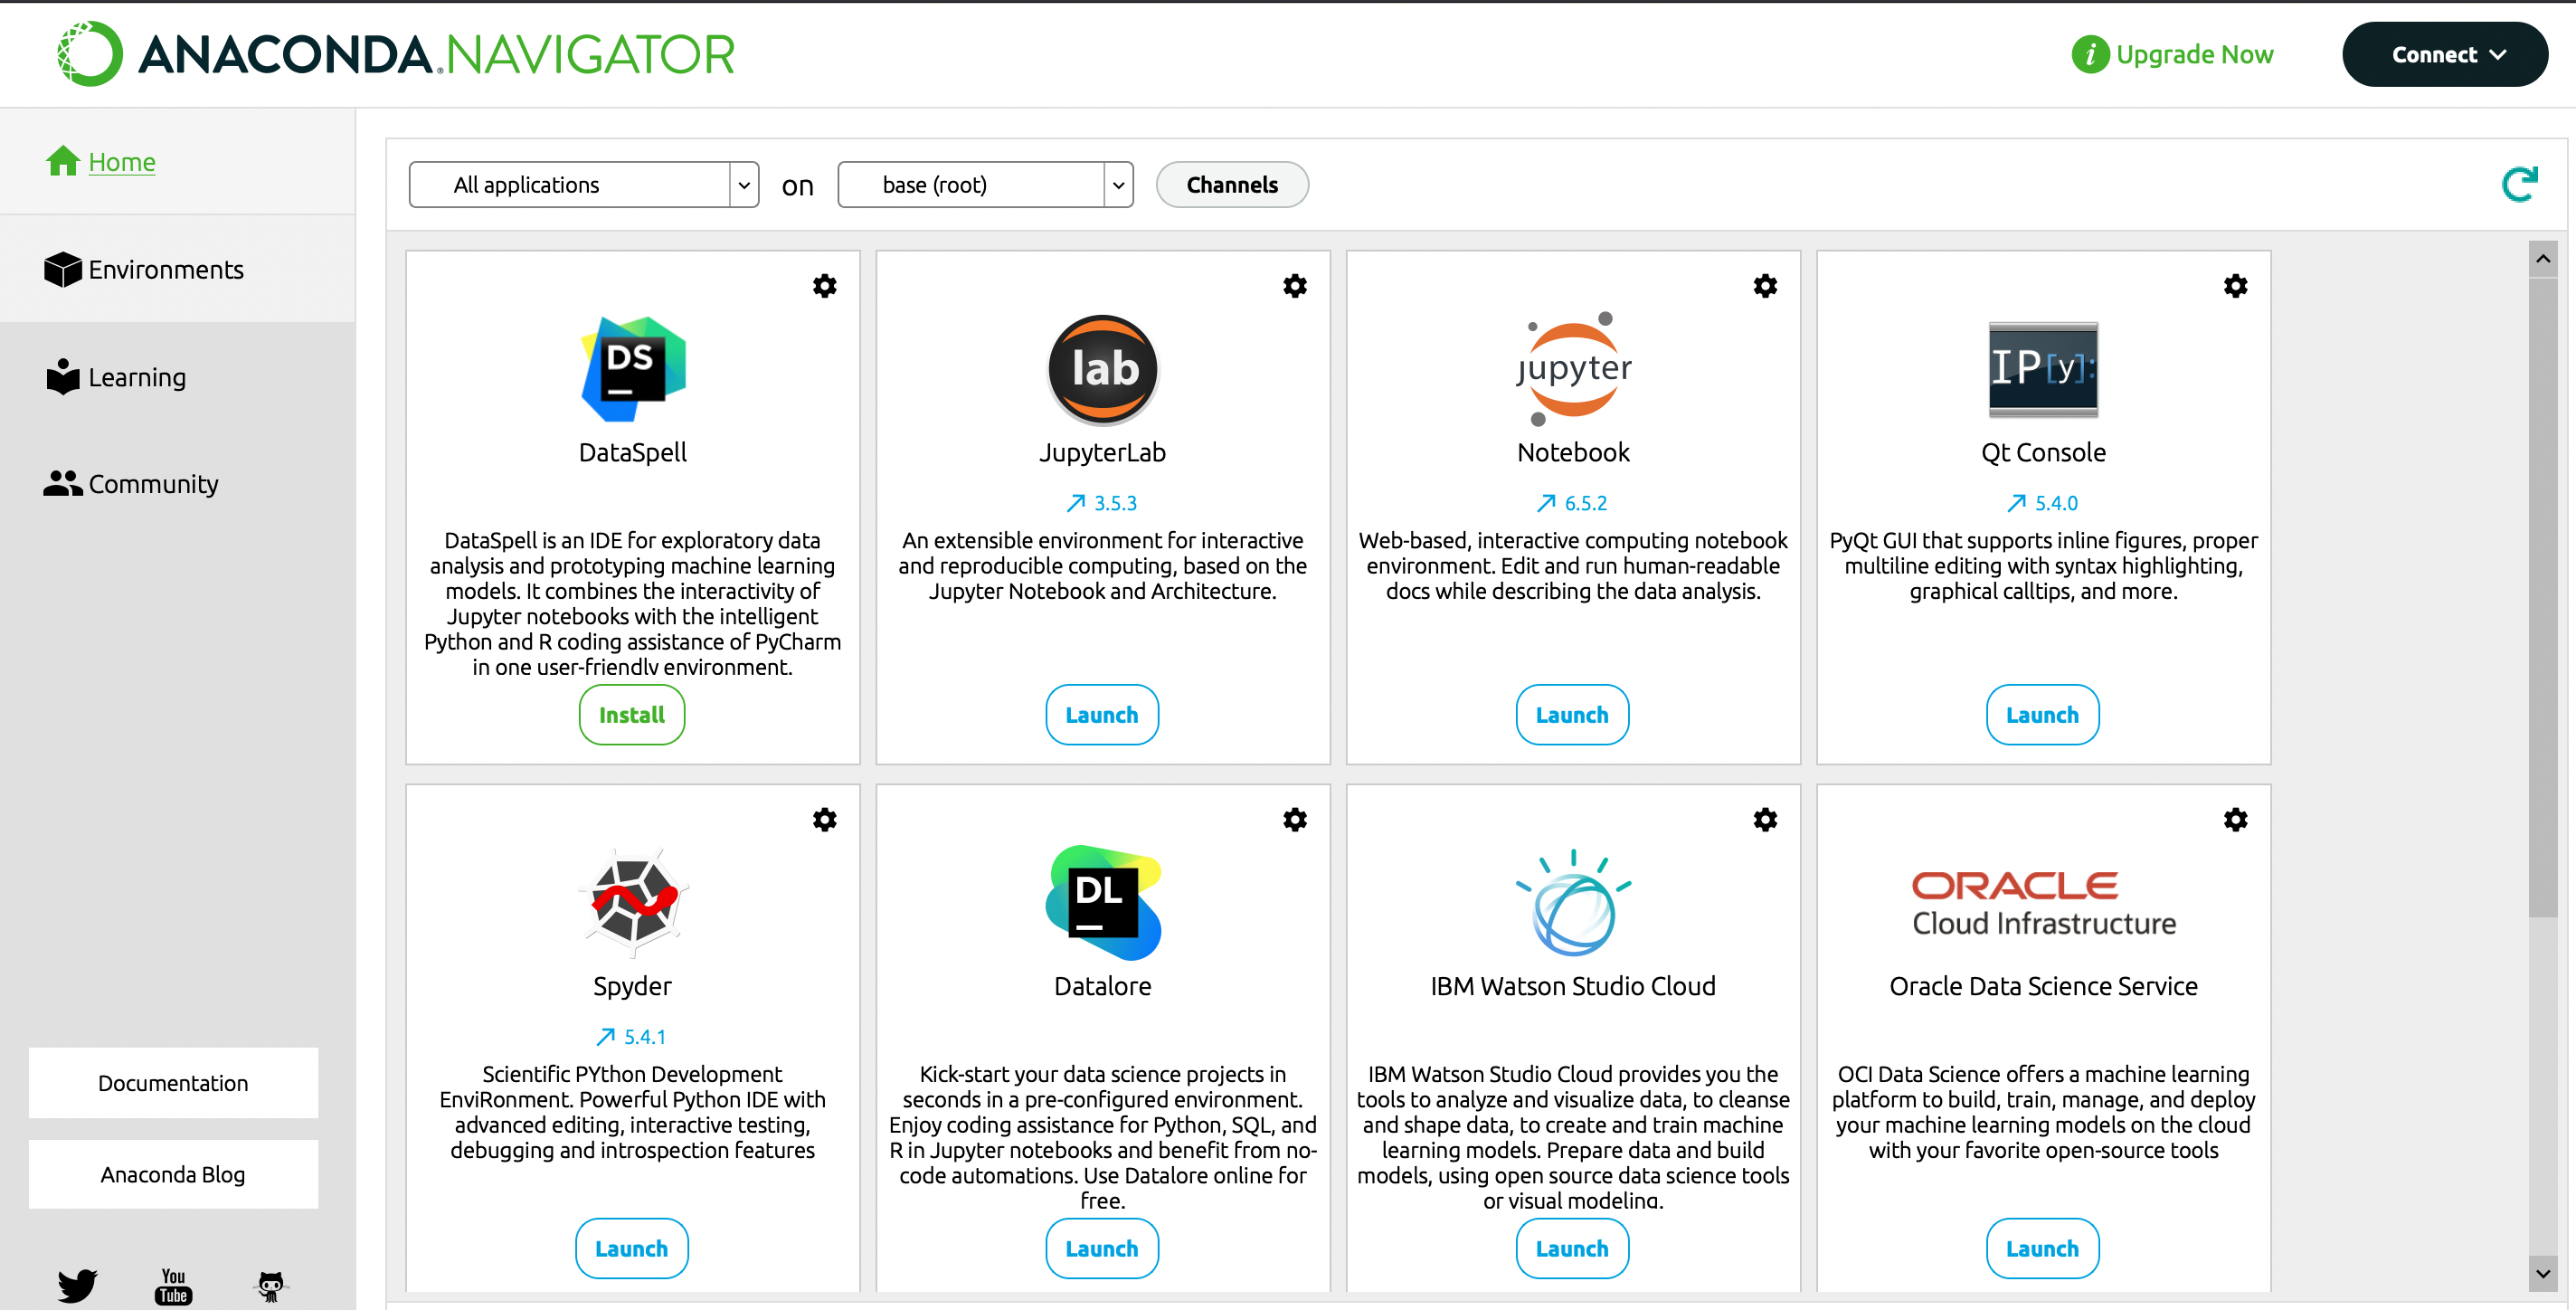 ANACONDA.NAVIGATOR
Upgrade Now
Connect
Home
Environments
Learning
Community
Documentation
Anaconda Blog
You
Tube
All applications
on
base (root)
Channels
DS
DataSpell
DataSpell is an IDE for exploratory data
analysis and prototyping machine learning
models. It combines the interactivity of
Jupyter notebooks with the intelligent
Python and R coding assistance of PyCharm
in one user-friendly environment.
Install
lab
JupyterLab
3.5.3
An extensible environment for interactive
and reproducible computing, based on the
Jupyter Notebook and Architecture.
Launch
jupyter
Notebook
6.5.2
Web-based, interactive computing notebook
environment. Edit and run human-readable
docs while describing the data analysis.
Launch
IP[y]:
Qt Console
5.4.0
PyQt GUI that supports inline figures, proper
multiline editing with syntax highlighting,
graphical calltips, and more.
Launch
Spyder
5.4.1
Scientific PYthon Development
EnviRonment. Powerful Python IDE with
advanced editing, interactive testing,
debugging and introspection features
Launch
DL
Datalore
Kick-start your data science projects in
seconds in a pre-configured environment.
Enjoy coding assistance for Python, SQL, and
R in Jupyter notebooks and benefit from no-
code automations. Use Datalore online for
free.
Launch
IBM Watson Studio Cloud
IBM Watson Studio Cloud provides you the
tools to analyze and visualize data, to cleanse
and shape data, to create and train machine
learning models. Prepare data and build
models, using open source data science tools
or visual modeling.
Launch
ORACLE
Cloud Infrastructure
Oracle Data Science Service
OCI Data Science offers a machine learning
platform to build, train, manage, and deploy
your machine learning models on the cloud
with your favorite open-source tools
Launch